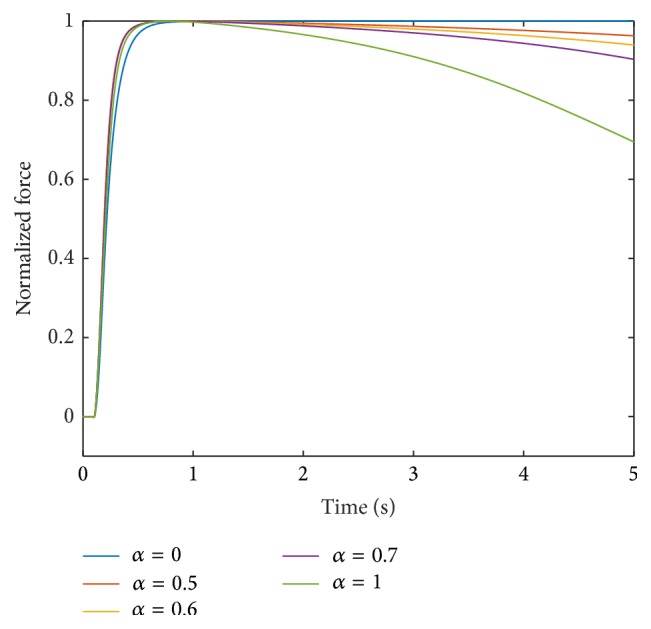 1
0.8
0.6
0.4
0.2
0
Normalized force
0 1 2 3 4 5
Time (s)
α = 0
α = 0.5
α = 0.6
α = 0.7
α = 1